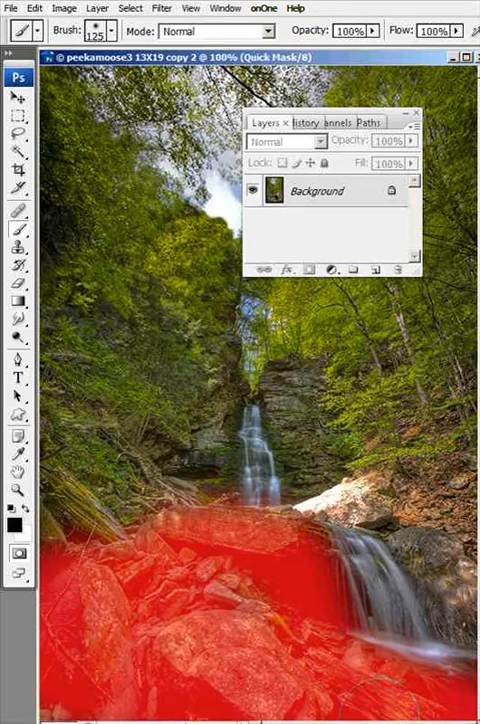 File Edit Image Layer Select Filter View Window onOne Help
Brush: 125 Mode: Normal Opacity: 100% Flow: 100%
© peekamoose3 13X19 copy 2 @ 100% (Quick Mask/8)
Ps
Layers × History annels Paths
Normal Opacity: 100%
Lock: Fill: 100%
Background
T